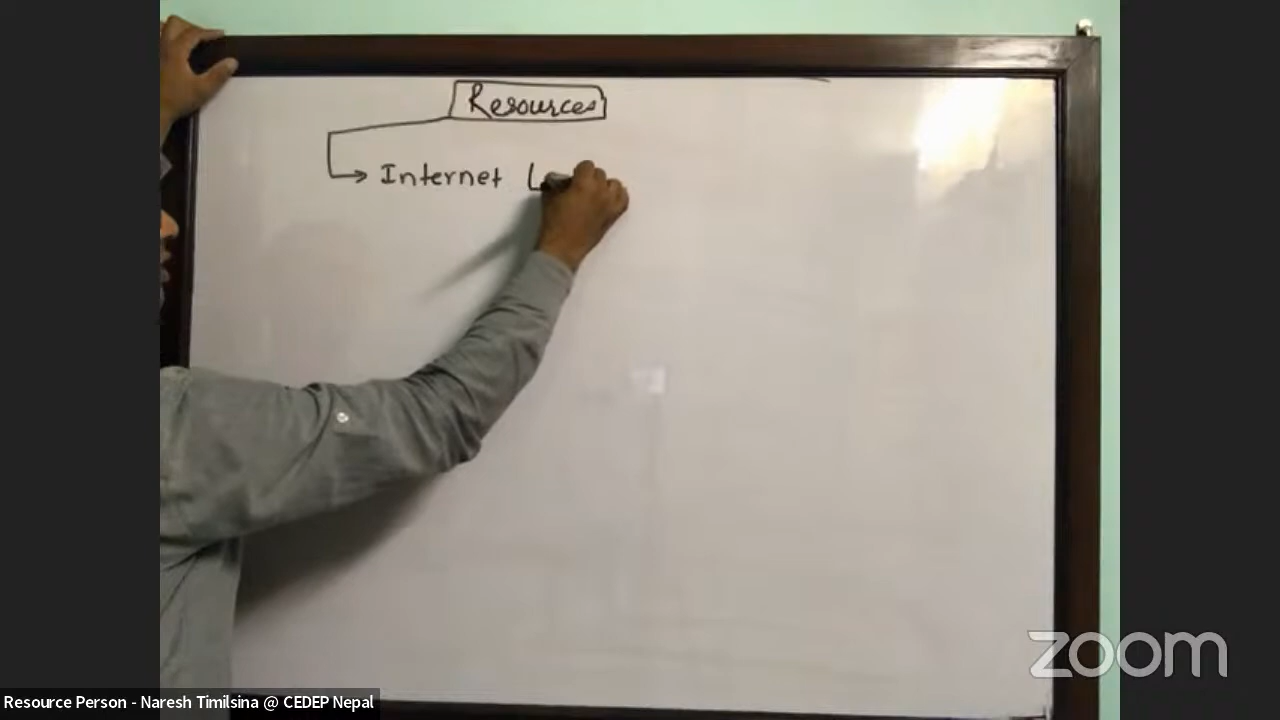 Resources
Internet
zoom
Resource Person - Naresh Timilsina @ CEDEP Nepal